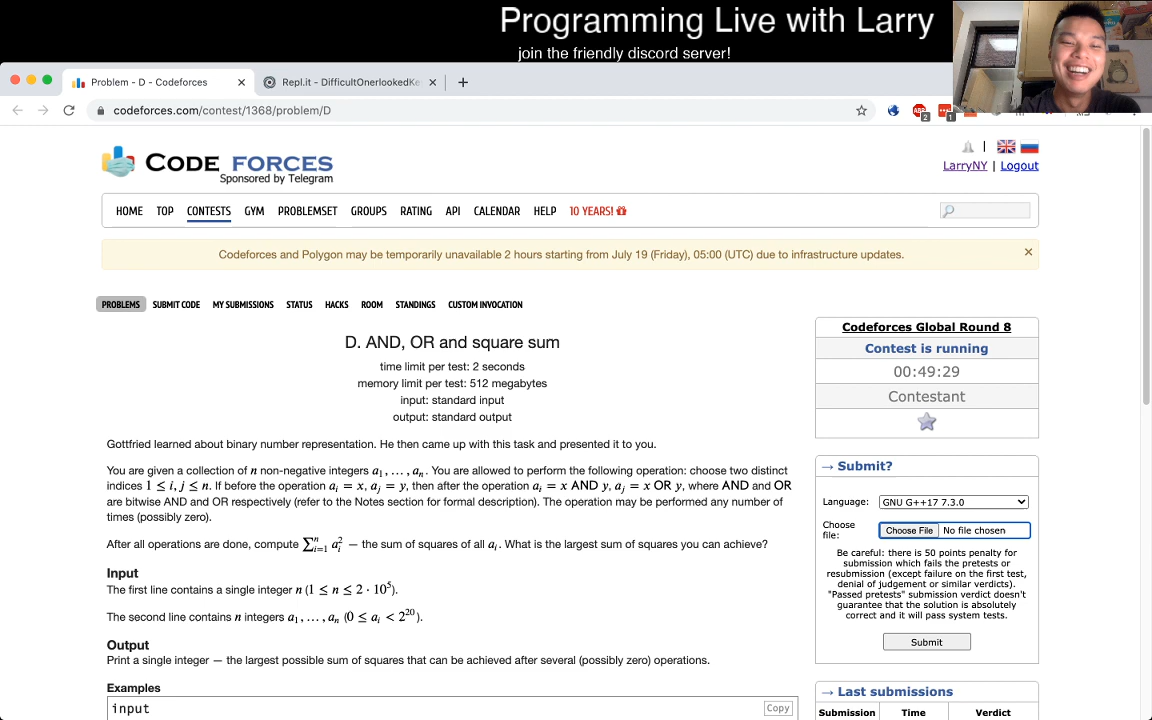 Programming Live with Larry
join the friendly discord server!
Problem - D - Codeforces
Repl.it - DifficultOnerlookedKe
codeforces.com/contest/1368/problem/D
CODE FORCES
Sponsored by Telegram
LarryNY | Logout
HOME TOP CONTESTS GYM PROBLEMSET GROUPS RATING API CALENDAR HELP 10 YEARS!
Codeforces and Polygon may be temporarily unavailable 2 hours starting from July 19 (Friday), 05:00 (UTC) due to infrastructure updates.
PROBLEMS SUBMIT CODE MY SUBMISSIONS STATUS HACKS ROOM STANDINGS CUSTOM INVOCATION
D. AND, OR and square sum
time limit per test: 2 seconds
memory limit per test: 512 megabytes
input: standard input
output: standard output
Gottfried learned about binary number representation. He then came up with this task and presented it to you.
You are given a collection of n non-negative integers a₁, … , aₙ. You are allowed to perform the following operation: choose two distinct
indices 1 ≤ i, j ≤ n. If before the operation aᵢ = x, aⱼ = y, then after the operation aᵢ = x AND y, aⱼ = x OR y, where AND and OR
are bitwise AND and OR respectively (refer to the Notes section for formal description). The operation may be performed any number of
times (possibly zero).
After all operations are done, compute ∑ⁿᵢ₌₁ aᵢ² — the sum of squares of all aᵢ. What is the largest sum of squares you can achieve?
Input
The first line contains a single integer n (1 ≤ n ≤ 2 · 10⁵).
The second line contains n integers a₁, … , aₙ (0 ≤ aᵢ < 2²⁰).
Output
Print a single integer — the largest possible sum of squares that can be achieved after several (possibly zero) operations.
Examples
input
Copy
Codeforces Global Round 8
Contest is running
00:49:29
Contestant
→ Submit?
Language: GNU G++17 7.3.0
Choose
file: Choose File No file chosen
Be careful: there is 50 points penalty for
submission which fails the pretests or
resubmission (except failure on the first test,
denial of judgement or similar verdicts).
"Passed pretests" submission verdict doesn't
guarantee that the solution is absolutely
correct and it will pass system tests.
Submit
→ Last submissions
Submission Time Verdict